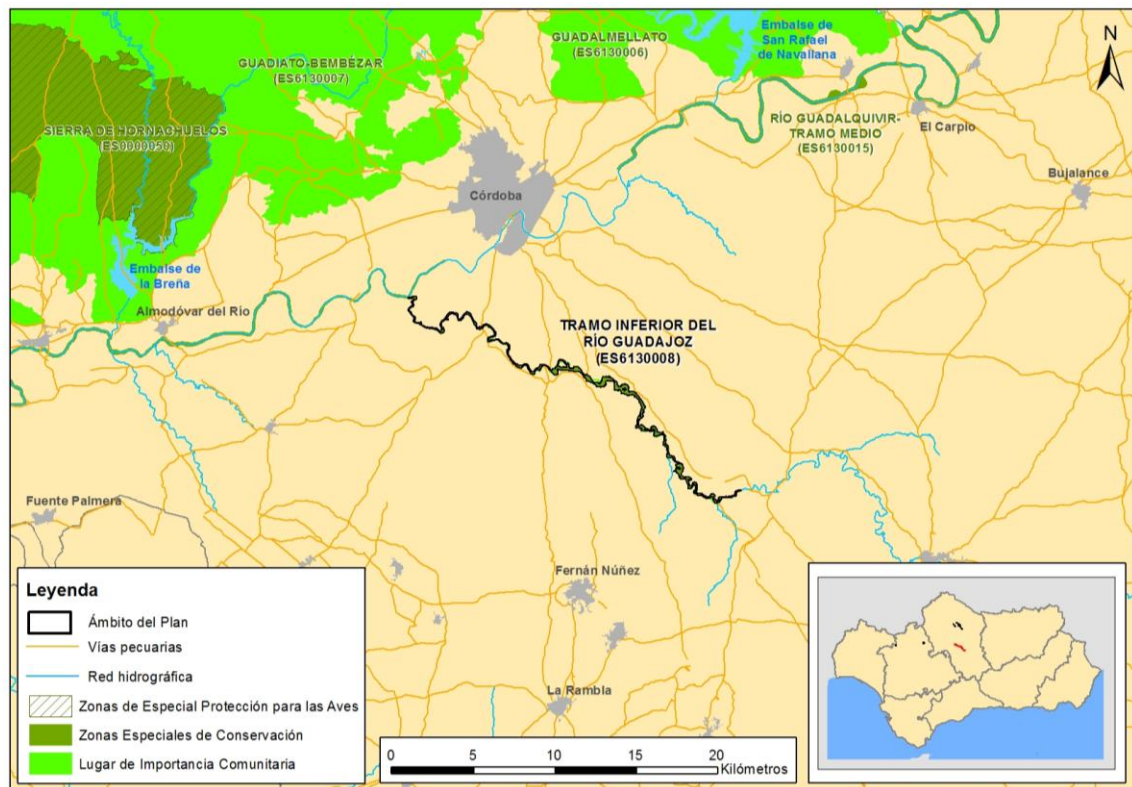 Embalse de
San Rafael
de Navallana
N
GUADALMELLATO
(ES6130006)
GUADIATO-BEMBÉZAR
(ES6130007)
RÍO GUADALQUIVIR-
TRAMO MEDIO
(ES6130015)
El Carpio
SIERRA DE HORNACHUELOS
(ES0000050)
Bujalance
Córdoba
Embalse de
la Breña
Almodóvar del Río
TRAMO INFERIOR DEL
RÍO GUADAJOZ
(ES6130008)
Fuente Palmera
Fernán Núñez
La Rambla
Leyenda
Ámbito del Plan
Vías pecuarias
Red hidrográfica
Zonas de Especial Protección para las Aves
Zonas Especiales de Conservación
Lugar de Importancia Comunitaria
0 5 10 15 20
Kilómetros